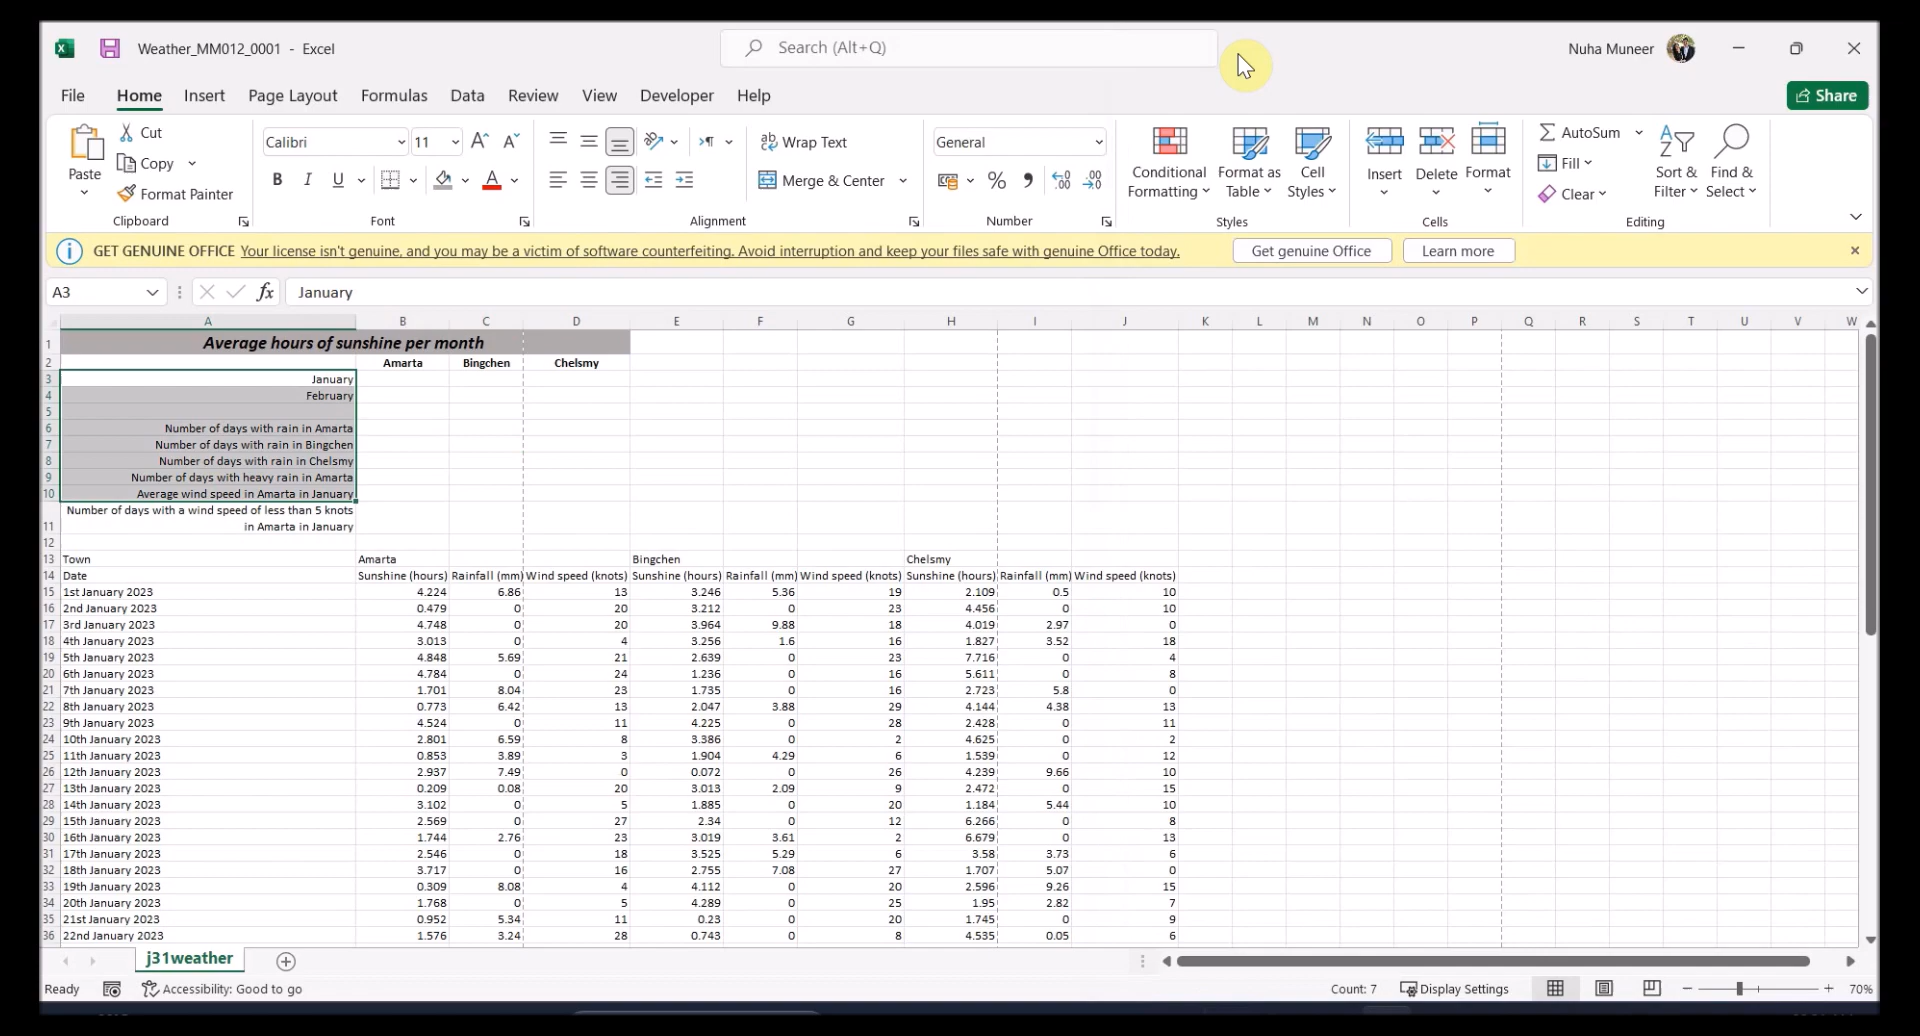 Weather_MM012_0001 - Excel
Search (Alt+Q)
Nuha Muneer
File Home Insert Page Layout Formulas Data Review View Developer Help
Share
Paste
Cut
Copy
Format Painter
Clipboard
Calibri 11
B I U
Font
Wrap Text
Merge & Center
Alignment
General
Number
Conditional Formatting
Format as Table
Cell Styles
Styles
Insert Delete Format
Cells
AutoSum
Fill
Clear
Sort & Filter
Find & Select
Editing
GET GENUINE OFFICE Your license isn't genuine, and you may be a victim of software counterfeiting. Avoid interruption and keep your files safe with genuine Office today. Get genuine Office Learn more
A3 fx January
A B C D E F G H I J K L M N O P Q R S T U V W
1 Average hours of sunshine per month
2 Amarta Bingchen Chelsmy
3 January
4 February
5
6 Number of days with rain in Amarta
7 Number of days with rain in Bingchen
8 Number of days with rain in Chelsmy
9 Number of days with heavy rain in Amarta
10 Average wind speed in Amarta in January
Number of days with a wind speed of less than 5 knots
11 in Amarta in January
12
13 Town Amarta Bingchen Chelsmy
14 Date Sunshine (hours) Rainfall (mm) Wind speed (knots) Sunshine (hours) Rainfall (mm) Wind speed (knots) Sunshine (hours) Rainfall (mm) Wind speed (knots)
15 1st January 2023 4.224 6.86 13 3.246 5.36 19 2.109 0.5 10
16 2nd January 2023 0.479 0 20 3.212 0 23 4.456 0 10
17 3rd January 2023 4.748 0 20 3.964 9.88 18 4.019 2.97 0
18 4th January 2023 3.013 0 4 3.256 1.6 16 1.827 3.52 18
19 5th January 2023 4.848 5.69 21 2.639 0 23 7.716 0 4
20 6th January 2023 4.784 0 24 1.236 0 16 5.611 0 8
21 7th January 2023 1.701 8.04 23 1.735 0 16 2.723 5.8 0
22 8th January 2023 0.773 6.42 13 2.047 3.88 29 4.144 4.38 13
23 9th January 2023 4.524 0 11 4.225 0 28 2.428 0 11
24 10th January 2023 2.801 6.59 8 3.386 0 2 4.625 0 2
25 11th January 2023 0.853 3.89 3 1.904 4.29 6 1.539 0 12
26 12th January 2023 2.937 7.49 0 0.072 0 26 4.239 9.66 10
27 13th January 2023 0.209 0.08 20 3.013 2.09 9 2.472 0 15
28 14th January 2023 3.102 0 5 1.885 0 20 1.184 5.44 10
29 15th January 2023 2.569 0 27 2.34 0 12 6.266 0 8
30 16th January 2023 1.744 2.76 23 3.019 3.61 2 6.679 0 13
31 17th January 2023 2.546 0 18 3.525 5.29 6 3.58 3.73 6
32 18th January 2023 3.717 0 16 2.755 7.08 27 1.707 5.07 0
33 19th January 2023 0.309 8.08 4 4.112 0 20 2.596 9.26 15
34 20th January 2023 1.768 0 5 4.289 0 25 1.95 2.82 7
35 21st January 2023 0.952 5.34 11 0.23 0 20 1.745 0 9
36 22nd January 2023 1.576 3.24 28 0.743 0 8 4.535 0.05 6
j31weather
Ready Accessibility: Good to go Count: 7 Display Settings 70%